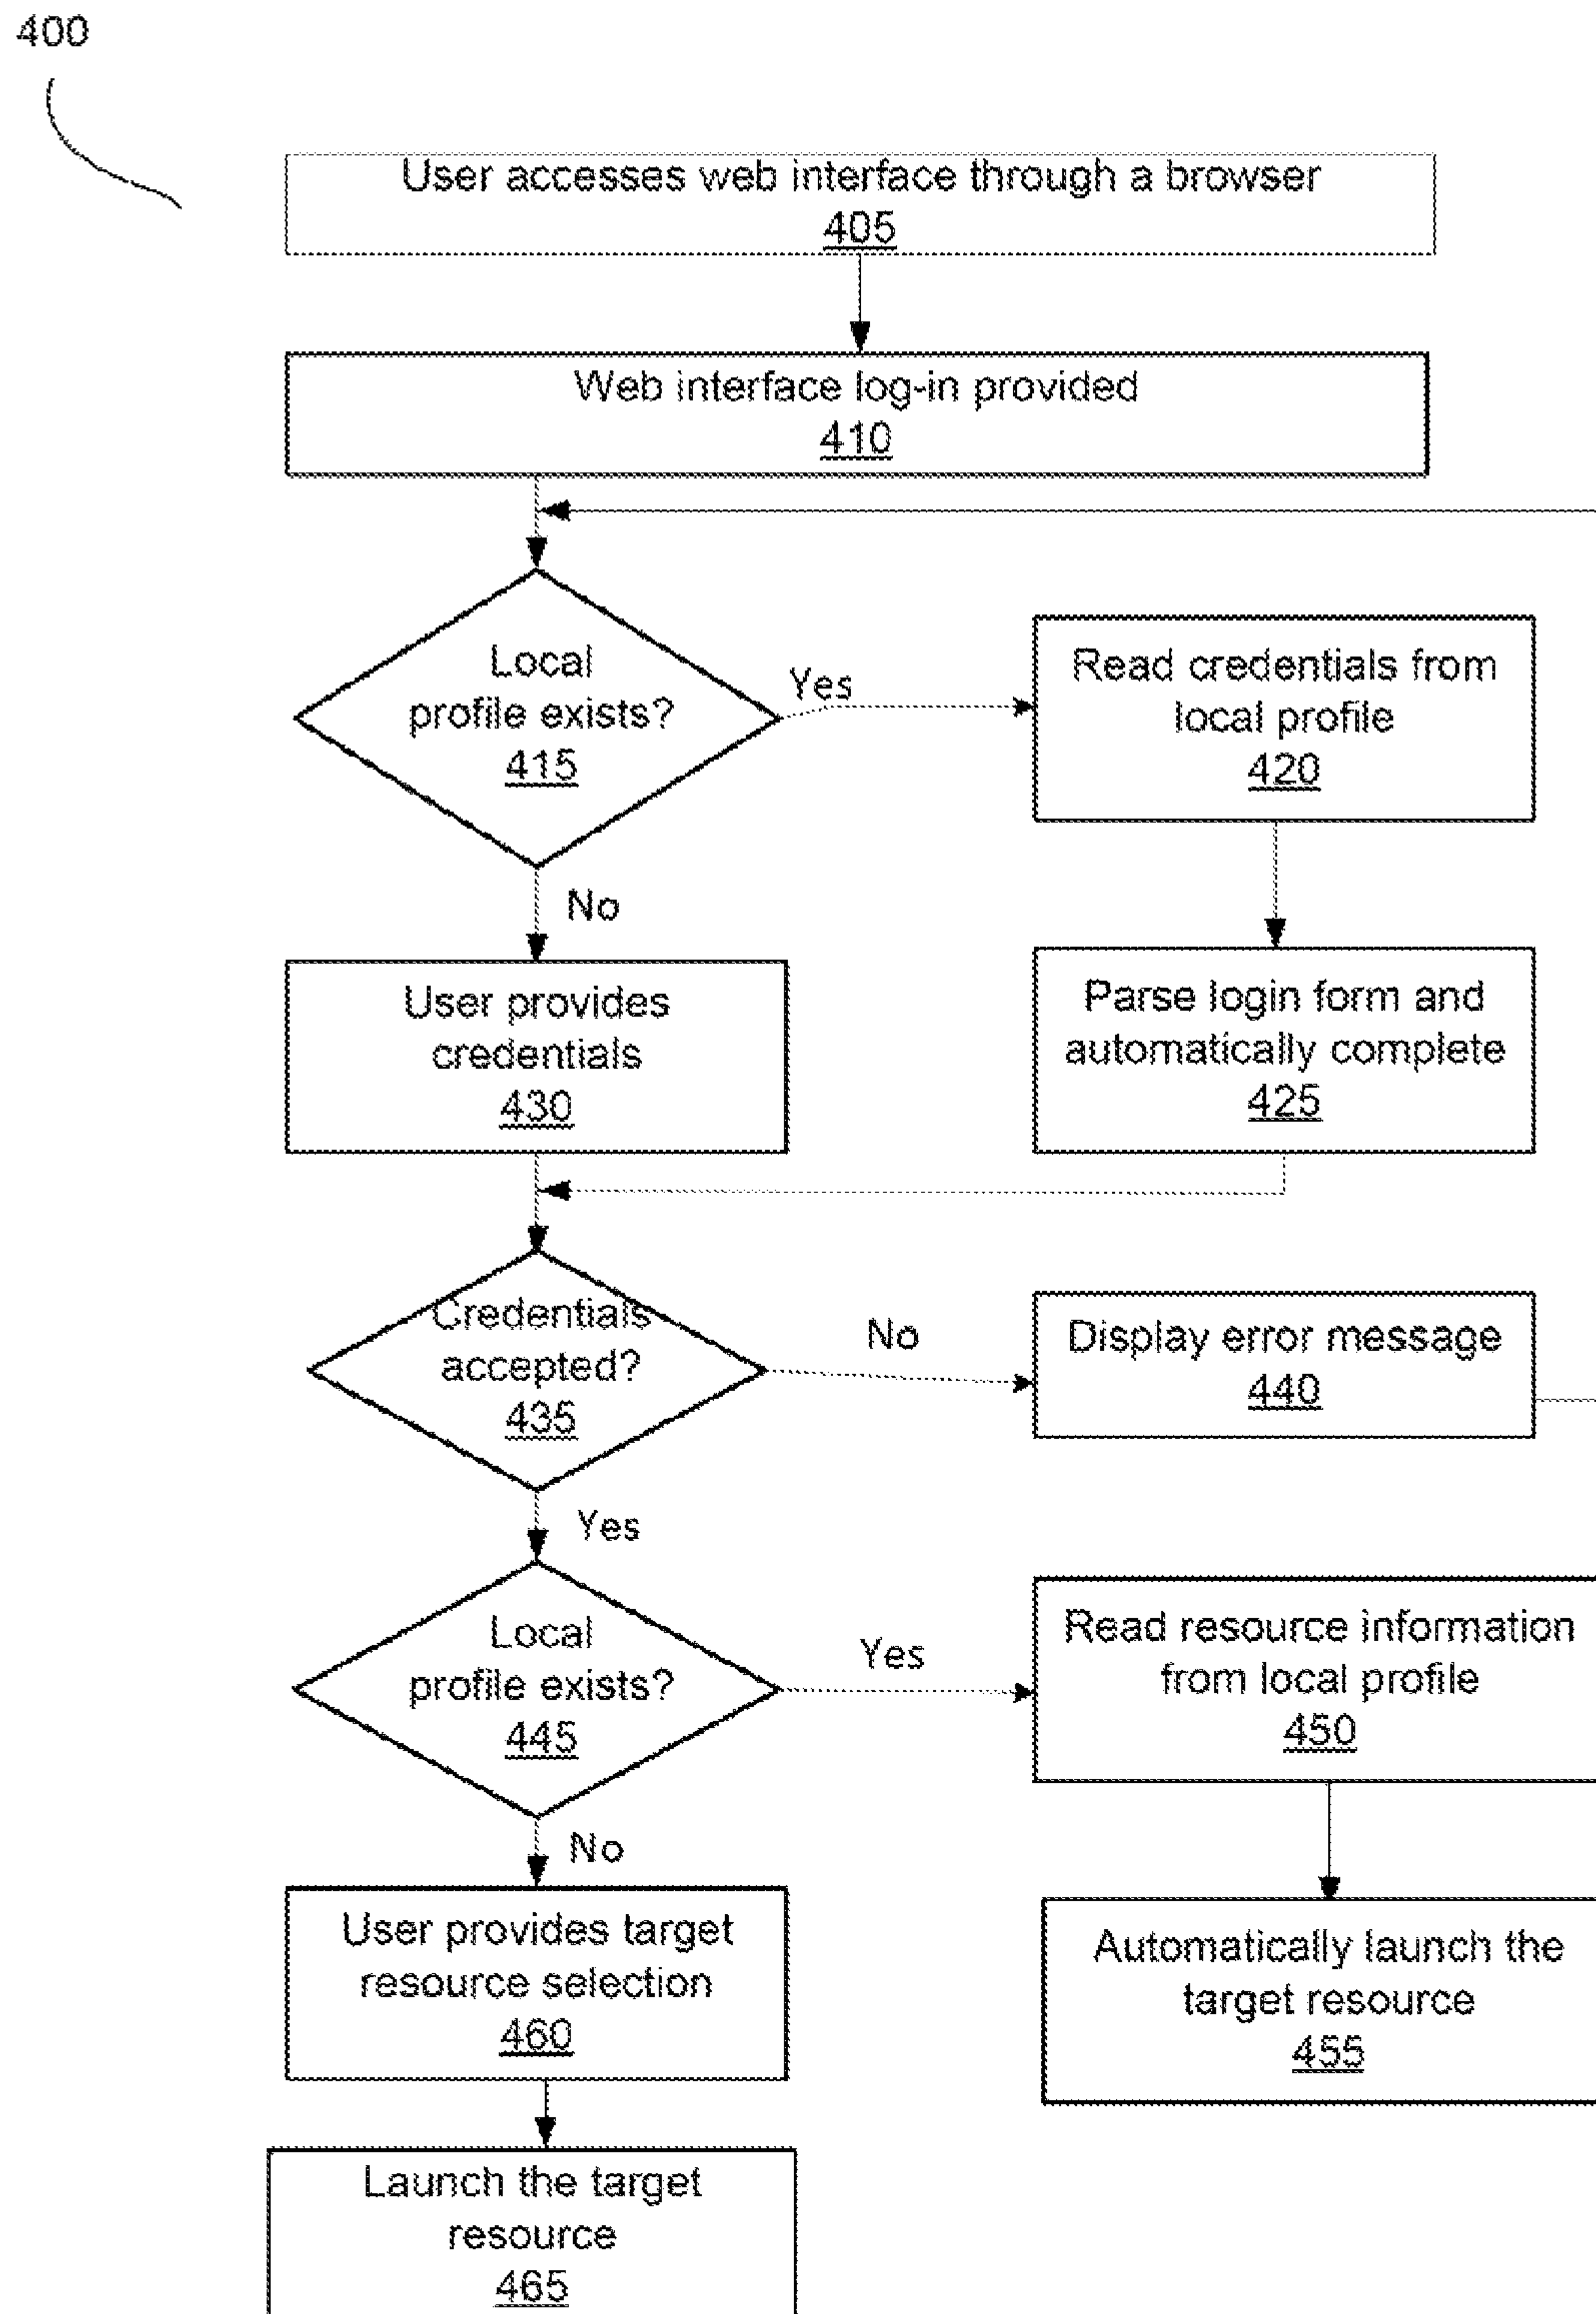 400
User accesses web interface through a browser
405
Web interface log-in provided
410
Local
profile exists?
415
Yes
Read credentials from
local profile
420
No
User provides
credentials
430
Parse login form and
automatically complete
425
Credentials
accepted?
435
No
Display error message
440
Yes
Local
profile exists?
445
Yes
Read resource information
from local profile
450
No
User provides target
resource selection
460
Automatically launch the
target resource
455
Launch the target
resource
465